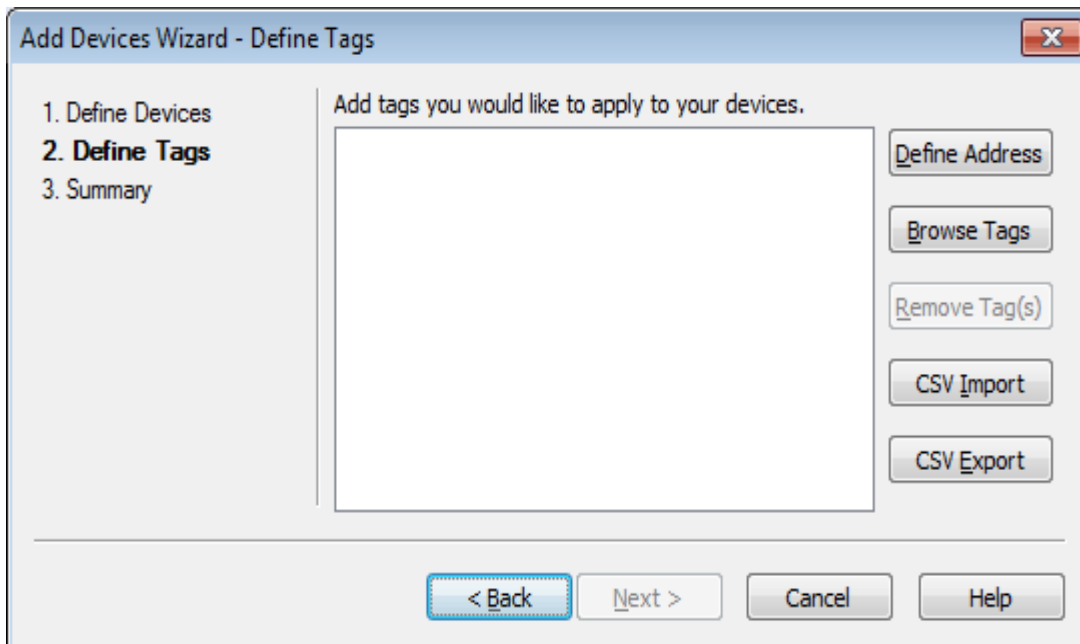 Add Devices Wizard - Define Tags
1. Define Devices
2. Define Tags
3. Summary
Add tags you would like to apply to your devices.
Define Address
Browse Tags
Remove Tag(s)
CSV Import
CSV Export
< Back
Next >
Cancel
Help